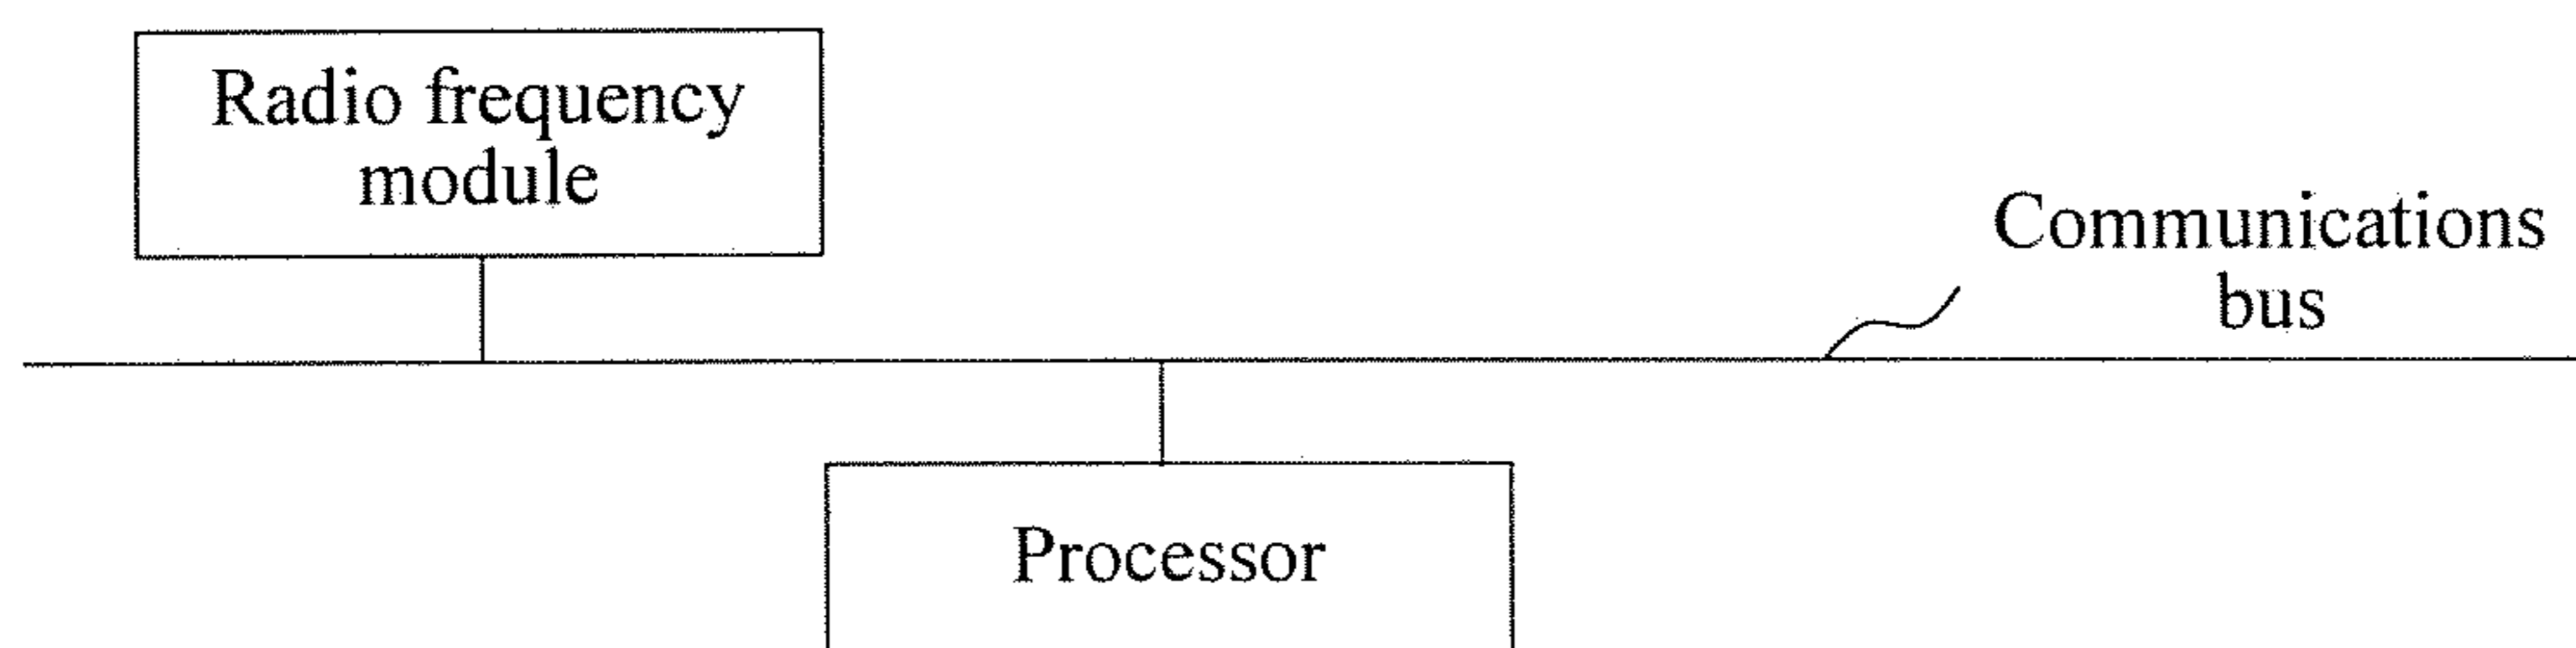 Radio frequency
module
Communications
bus
Processor